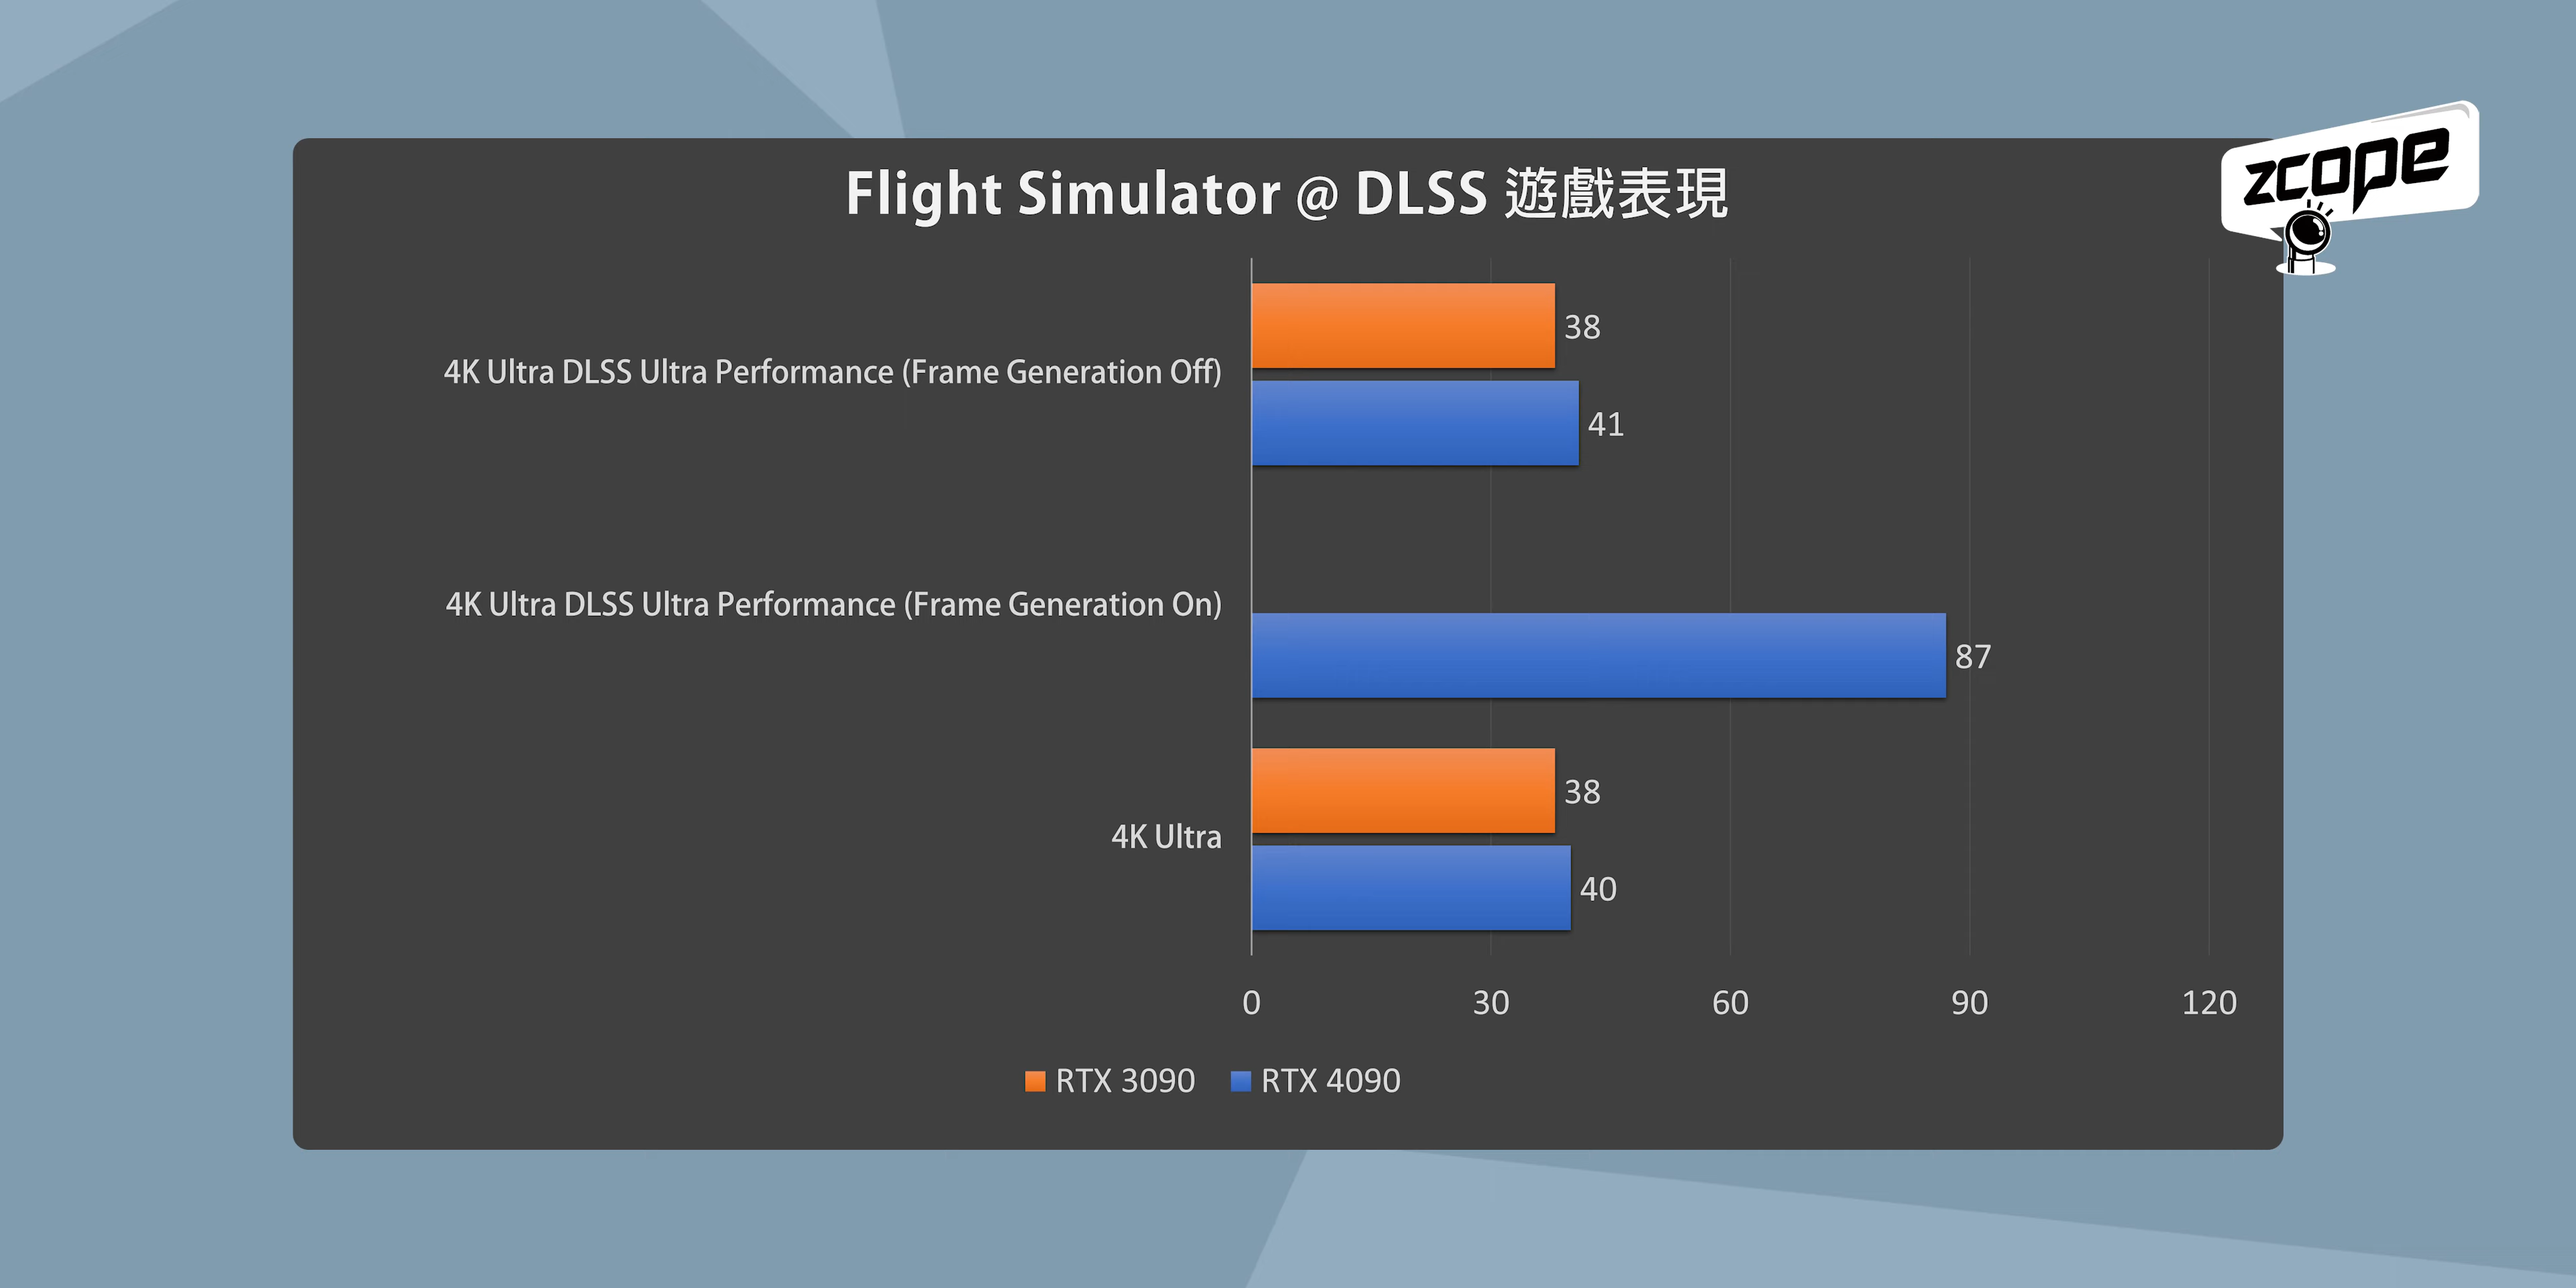 Flight Simulator @ DLSS 遊戲表現
zcope
4K Ultra DLSS Ultra Performance (Frame Generation Off)
38
41
4K Ultra DLSS Ultra Performance (Frame Generation On)
87
4K Ultra
38
40
0 30 60 90 120
RTX 3090 RTX 4090